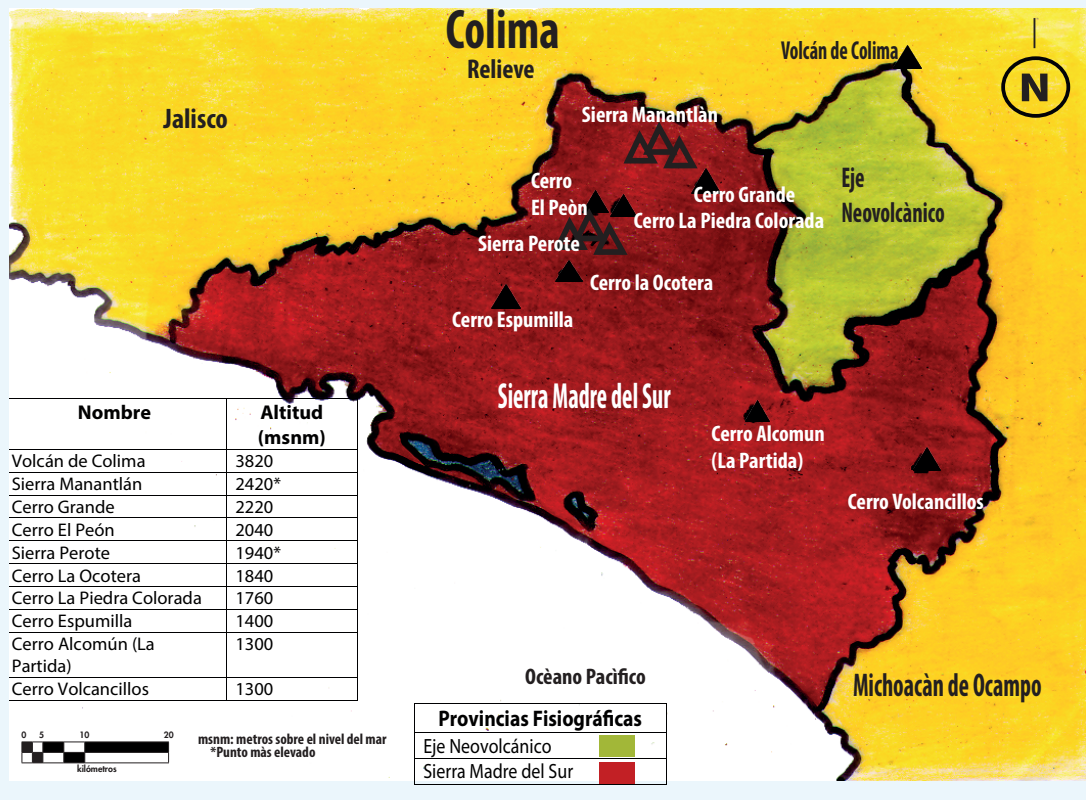 Colima
Relieve
Volcán de Colima
N
Jalisco
Sierra Manantlàn
Eje
Neovolcànico
Cerro
El Peòn
Cerro Grande
Cerro La Piedra Colorada
Sierra Perote
Cerro la Ocotera
Cerro Espumilla
Sierra Madre del Sur
Cerro Alcomun
(La Partida)
Cerro Volcancillos
Nombre Altitud
(msnm)
Volcán de Colima 3820
Sierra Manantlán 2420*
Cerro Grande 2220
Cerro El Peón 2040
Sierra Perote 1940*
Cerro La Ocotera 1840
Cerro La Piedra Colorada 1760
Cerro Espumilla 1400
Cerro Alcomún (La 1300
Partida)
Cerro Volcancillos 1300
Ocèano Pacìfico
Michoacàn de Ocampo
0 5 10 20
kilómetros
msnm: metros sobre el nivel del mar
*Punto màs elevado
Provincias Fisiográficas
Eje Neovolcánico
Sierra Madre del Sur